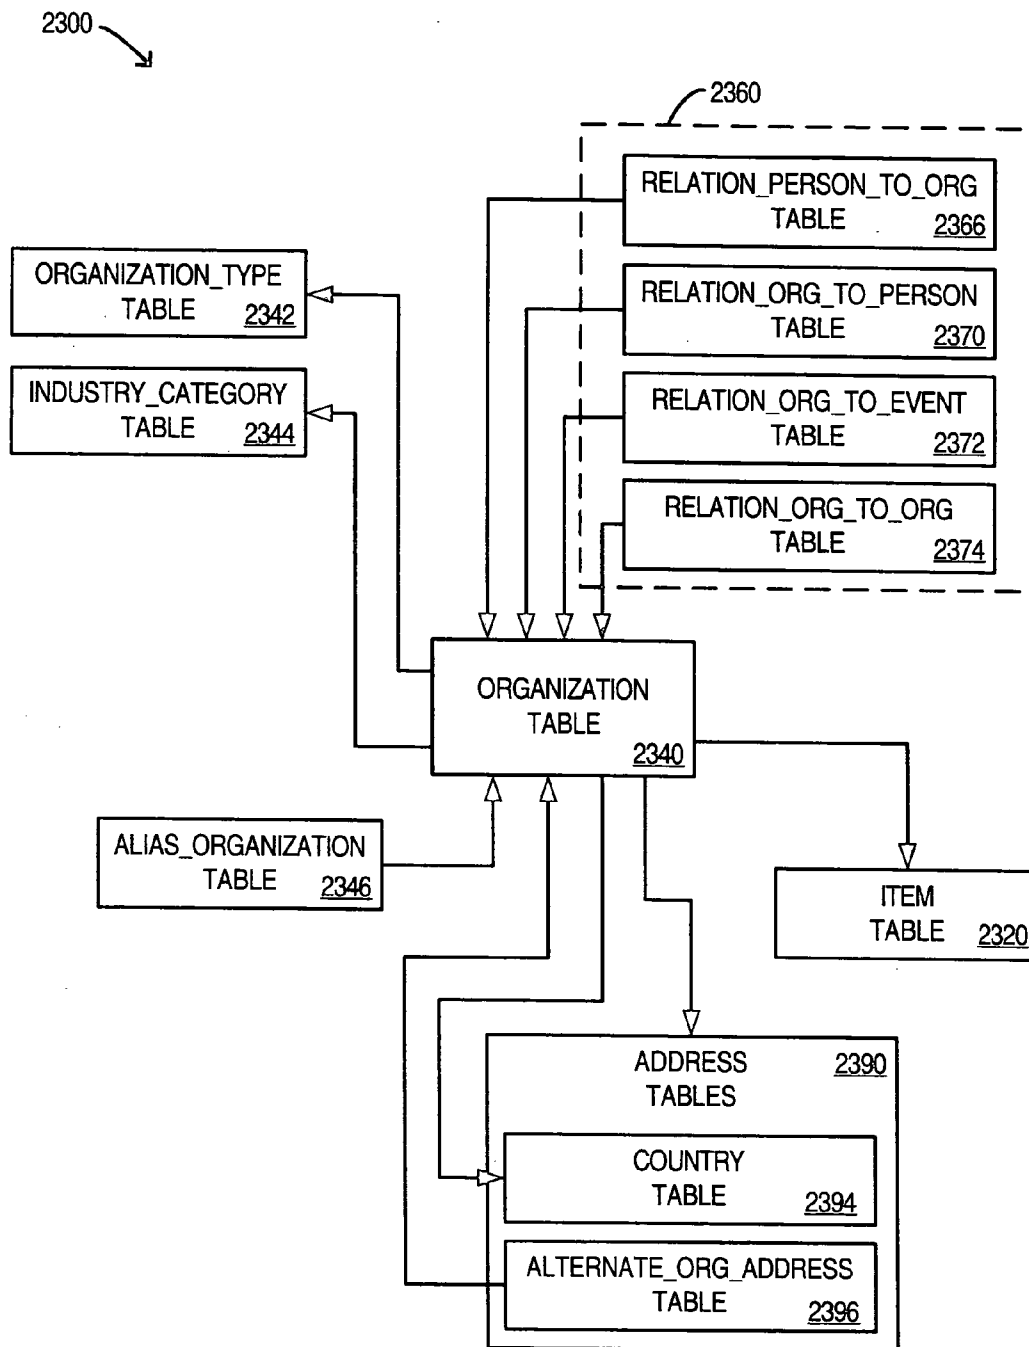 2300
2360
RELATION_PERSON_TO_ORG
TABLE
2366
ORGANIZATION_TYPE
TABLE
2342
RELATION_ORG_TO_PERSON
TABLE
2370
INDUSTRY_CATEGORY
TABLE
2344
RELATION_ORG_TO_EVENT
TABLE
2372
RELATION_ORG_TO_ORG
TABLE
2374
ORGANIZATION
TABLE
2340
ALIAS_ORGANIZATION
TABLE
2346
ITEM
TABLE
2320
ADDRESS
TABLES
2390
COUNTRY
TABLE
2394
ALTERNATE_ORG_ADDRESS
TABLE
2396